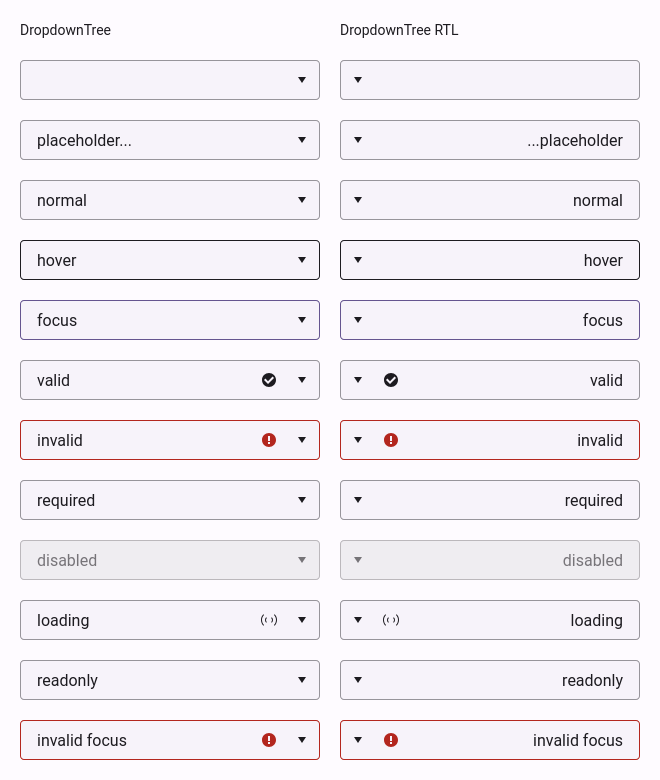 DropdownTree
DropdownTree RTL
placeholder...
...placeholder
normal
normal
hover
hover
focus
focus
valid
valid
invalid
invalid
required
required
disabled
disabled
loading
loading
readonly
readonly
invalid focus
invalid focus